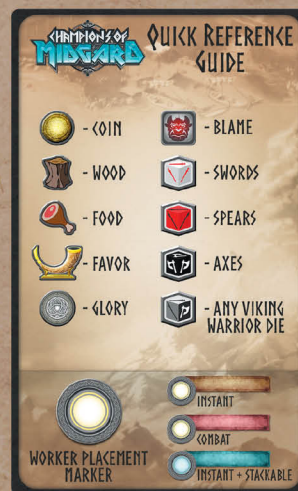 CHAMPIONS OF
MIDGARD
QUICK REFERENCE
GUIDE
- COIN
- WOOD
- FOOD
- FAVOR
- GLORY
- BLAME
- SWORDS
- SPEARS
- AXES
- ANY VIKING
WARRIOR DIE
WORKER PLACEMENT
MARKER
INSTANT
COMBAT
INSTANT + STACKABLE